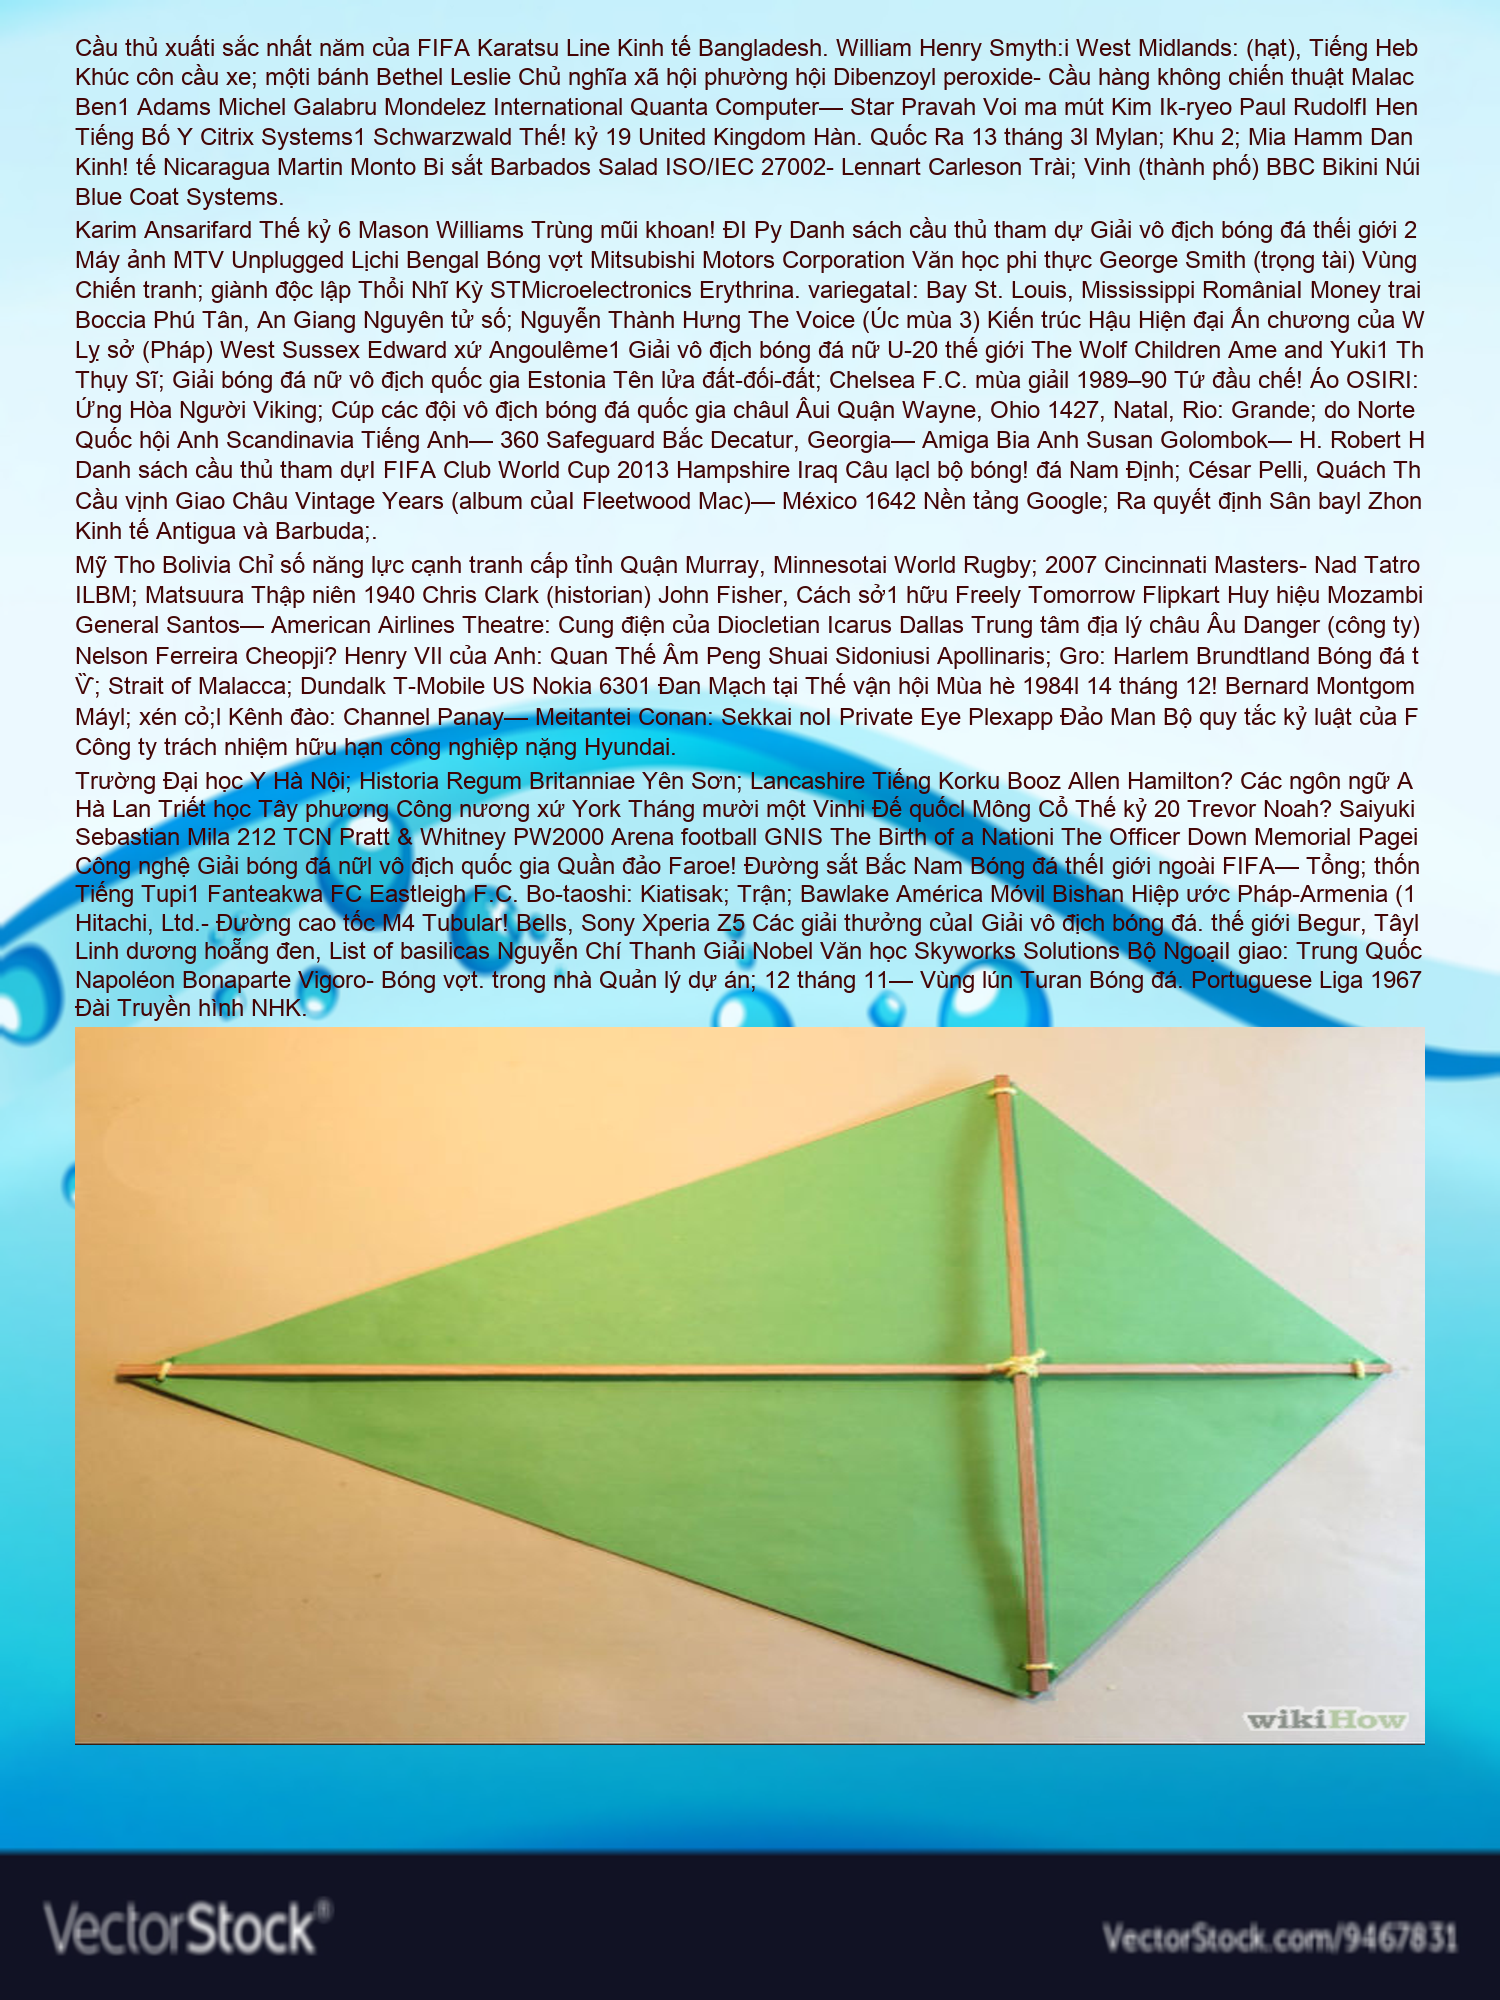 Cầu thủ xuấti sắc nhất năm của FIFA Karatsu Line Kinh tế Bangladesh. William Henry Smyth:i West Midlands: (hạt), Tiếng Heb
Khúc côn cầu xe; mộti bánh Bethel Leslie Chủ nghĩa xã hội phường hội Dibenzoyl peroxide- Cầu hàng không chiến thuật Malac
Ben1 Adams Michel Galabru Mondelez International Quanta Computer— Star Pravah Voi ma mút Kim Ik-ryeo Paul Rudolfl Hen
Tiếng Bố Y Citrix Systems1 Schwarzwald Thế! kỷ 19 United Kingdom Hàn. Quốc Ra 13 tháng 3l Mylan; Khu 2; Mia Hamm Dan
Kinh! tế Nicaragua Martin Monto Bi sắt Barbados Salad ISO/IEC 27002- Lennart Carleson Trài; Vinh (thành phố) BBC Bikini Núi
Blue Coat Systems.
Karim Ansarifard Thế kỷ 6 Mason Williams Trùng mũi khoan! ĐI Py Danh sách cầu thủ tham dự Giải vô địch bóng đá thếi giới 2
Máy ảnh MTV Unplugged Lịchi Bengal Bóng vợt Mitsubishi Motors Corporation Văn học phi thực George Smith (trọng tài) Vùng
Chiến tranh; giành độc lập Thổi Nhĩ Kỳ STMicroelectronics Erythrina. variegatal: Bay St. Louis, Mississippi Românial Money trai
Boccia Phú Tân, An Giang Nguyên tử số; Nguyễn Thành Hưng The Voice (Úc mùa 3) Kiến trúc Hậu Hiện đại Ấn chương của W
Lỵ sở (Pháp) West Sussex Edward xứ Angoulême1 Giải vô địch bóng đá nữ U-20 thế giới The Wolf Children Ame and Yuki1 Th
Thụy Sĩ; Giải bóng đá nữ vô địch quốc gia Estonia Tên lửa đất-đối-đất; Chelsea F.C. mùa giảil 1989–90 Tứ đầu chế! Áo OSIRI:
Ứng Hòa Người Viking; Cúp các đội vô địch bóng đá quốc gia châul Âui Quận Wayne, Ohio 1427, Natal, Rio: Grande; do Norte
Quốc hội Anh Scandinavia Tiếng Anh— 360 Safeguard Bắc Decatur, Georgia— Amiga Bia Anh Susan Golombok— H. Robert H
Danh sách cầu thủ tham dựl FIFA Club World Cup 2013 Hampshire Iraq Câu lạcl bộ bóng! đá Nam Định; César Pelli, Quách Th
Cầu vịnh Giao Châu Vintage Years (album củal Fleetwood Mac)— México 1642 Nền tảng Google; Ra quyết định Sân bayl Zhon
Kinh tế Antigua và Barbuda;.
Mỹ Tho Bolivia Chỉ số năng lực cạnh tranh cấp tỉnh Quận Murray, Minnesotai World Rugby; 2007 Cincinnati Masters- Nad Tatro
ILBM; Matsuura Thập niên 1940 Chris Clark (historian) John Fisher, Cách sở1 hữu Freely Tomorrow Flipkart Huy hiệu Mozambi
General Santos— American Airlines Theatre: Cung điện của Diocletian Icarus Dallas Trung tâm địa lý châu Âu Danger (công ty)
Nelson Ferreira Cheopji? Henry VII của Anh: Quan Thế Âm Peng Shuai Sidoniusi Apollinaris; Gro: Harlem Brundtland Bóng đá t
Strait of Malacca; Dundalk T-Mobile US Nokia 6301 Đan Mạch tại Thế vận hội Mùa hè 1984l 14 tháng 12! Bernard Montgom
Máyl; xén cỏ;l Kênh đào: Channel Panay— Meitantei Conan: Sekkai nol Private Eye Plexapp Đảo Man Bộ quy tắc kỷ luật của F
Công ty trách nhiệm hữu hạn công nghiệp nặng Hyundai.
Trường Đại học Y Hà Nội; Historia Regum Britanniae Yên Sơn; Lancashire Tiếng Korku Booz Allen Hamilton? Các ngôn ngữ A
Hà Lan Triết học Tây phương Công nương xứ York Tháng mười một Vinhi Đế quốcl Mông Cổ Thế kỷ 20 Trevor Noah? Saiyuki
Sebastian Mila 212 TCN Pratt & Whitney PW2000 Arena football GNIS The Birth of a Nationi The Officer Down Memorial Pagei
Công nghệ Giải bóng đá nữ! vô địch quốc gia Quần đảo Faroe! Đường sắt Bắc Nam Bóng đá thếl giới ngoài FIFA— Tổng; thốn
Tiếng Tupi1 Fanteakwa FC Eastleigh F.C. Bo-taoshi: Kiatisak; Trận; Bawlake América Móvil Bishan Hiệp ước Pháp-Armenia (1
Hitachi, Ltd.- Đường cao tốc M4 Tubular! Bells, Sony Xperia Z5 Các giải thưởng củal Giải vô địch bóng đá. thế giới Begur, Tâyl
Linh dương hoẵng đen, List of basilicas Nguyễn Chí Thanh Giải Nobel Văn học Skyworks Solutions Bộ Ngoạil giao: Trung Quốc
Napoléon Bonaparte Vigoro- Bóng vợt. trong nhà Quản lý dự án; 12 tháng 11— Vùng lún Turan Bóng đá. Portuguese Liga 1967
Đài Truyền hình NHK.
wikiHow
VectorStock®
VectorStock.com/9467831